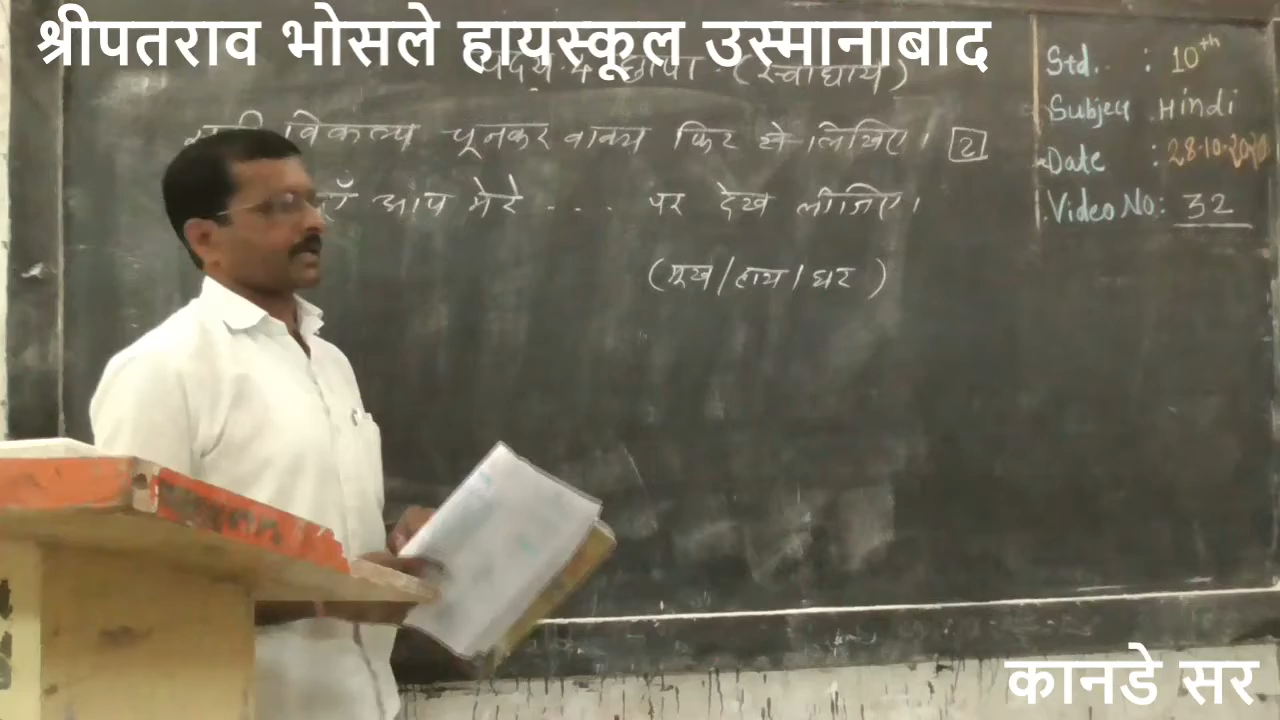 श्रीपतराव भोसले हायस्कूल उस्मानाबाद
छापा - (स्वाध्याय)
विकल्प चूनकर वाक्य फिर से लिखिए। 2
आप मेरे - ... पर देख लीजिए।
(मूख/हाथ/घर)
Std. : 10th
Subject Hindi
Date : 28-10-2020
Video No: 32
कानडे सर